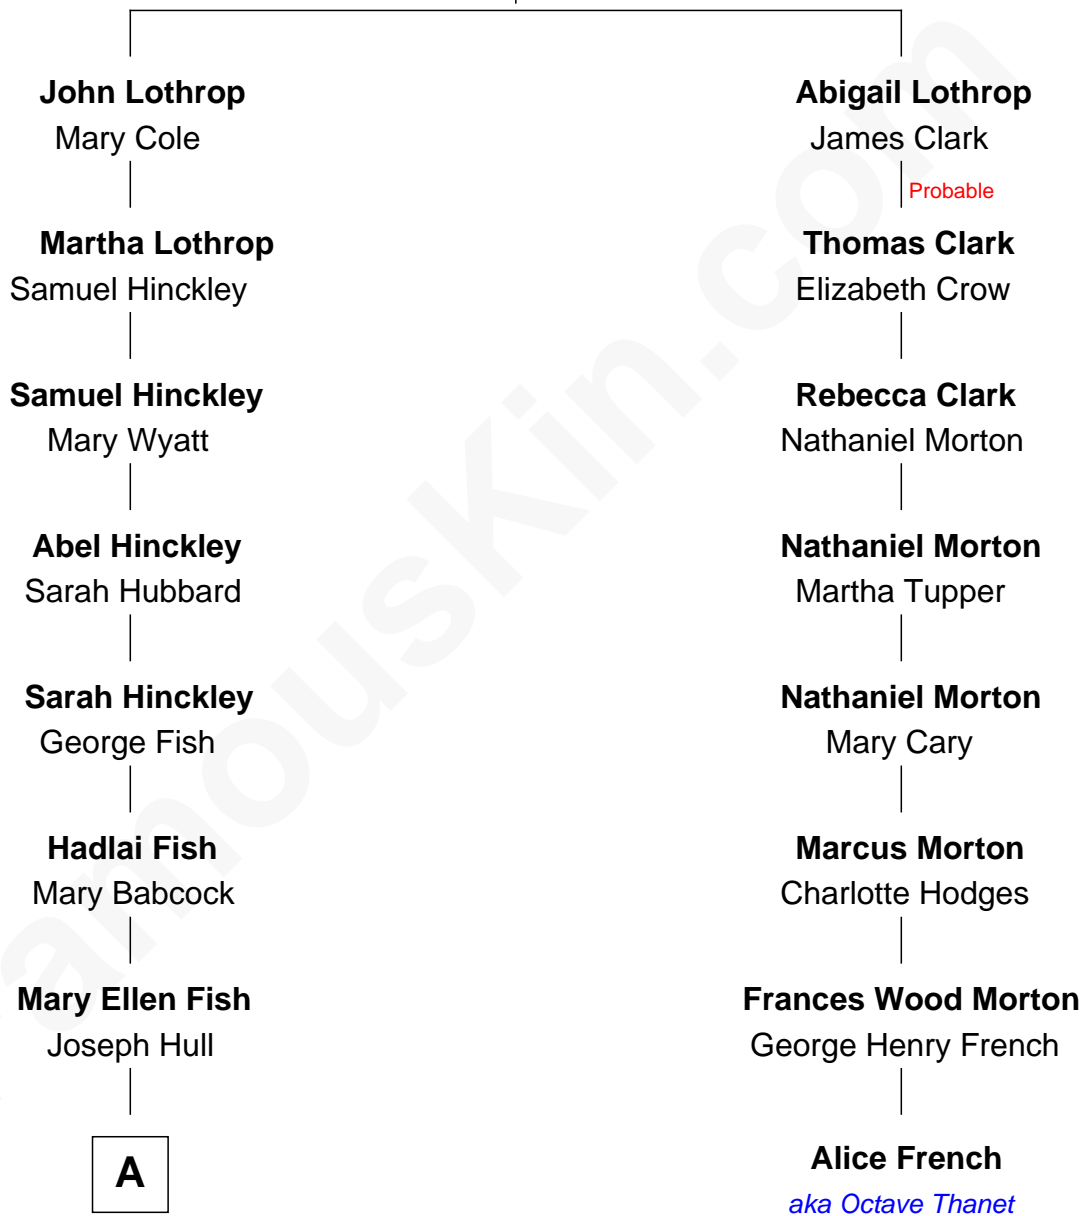 John Lothrop
Mary Cole
Martha Lothrop
Samuel Hinckley
Samuel Hinckley
Mary Wyatt
Abel Hinckley
Sarah Hubbard
Sarah Hinckley
George Fish
Hadlai Fish
Mary Babcock
Mary Ellen Fish
Joseph Hull
A
Abigail Lothrop
James Clark
Probable
Thomas Clark
Elizabeth Crow
Rebecca Clark
Nathaniel Morton
Nathaniel Morton
Martha Tupper
Nathaniel Morton
Mary Cary
Marcus Morton
Charlotte Hodges
Frances Wood Morton
George Henry French
Alice French
aka Octave Thanet
amouskin.com